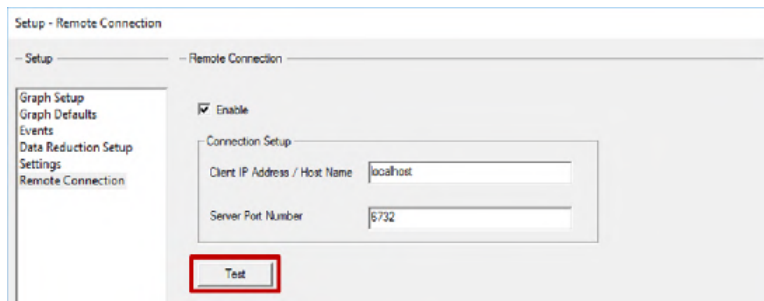 Setup - Remote Connection
Setup
Remote Connection
Graph Setup
Graph Defaults
Events
Data Reduction Setup
Settings
Remote Connection
Enable
Connection Setup
Client IP Address / Host Name localhost
Server Port Number 6732
Test